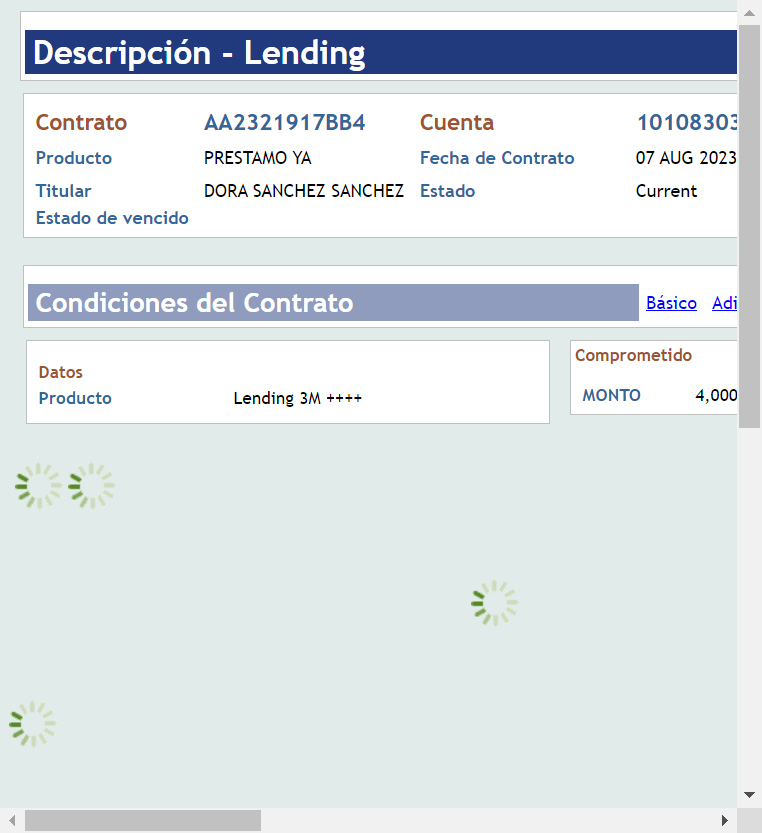 Descripción - Lending
Contrato AA2321917BB4 Cuenta 10108303
Producto PRESTAMO YA Fecha de Contrato 07 AUG 2023
Titular DORA SANCHEZ SANCHEZ Estado Current
Estado de vencido
Condiciones del Contrato Básico Adi
Datos
Producto Lending 3M ++++
Comprometido
MONTO 4,000